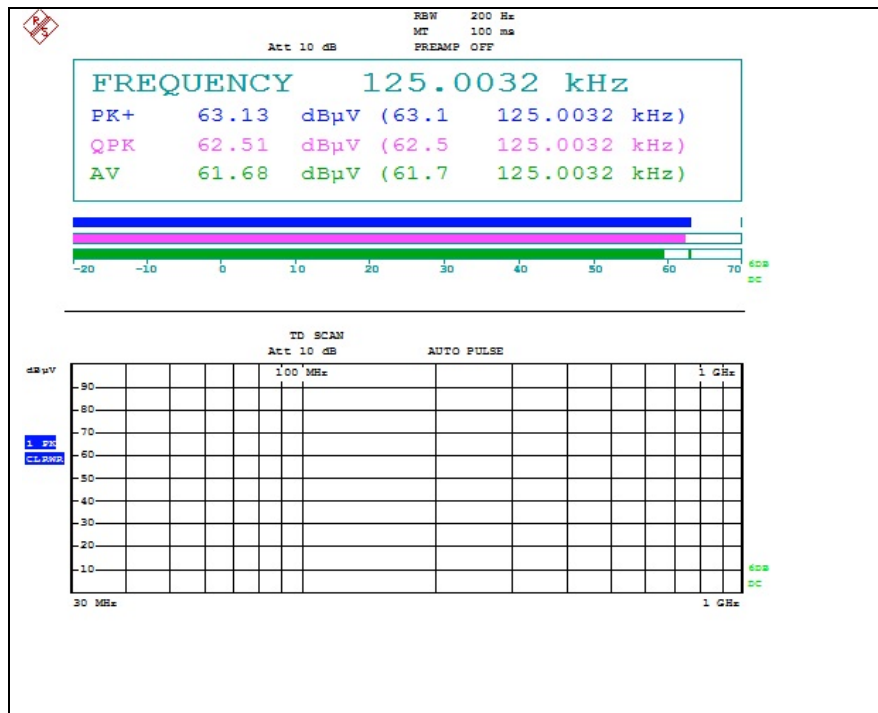 RBW 200 Hz
MT 100 ms
Att 10 dB PREAMP OFF
FREQUENCY 125.0032 kHz
PK+ 63.13 dBµV (63.1 125.0032 kHz)
QPK 62.51 dBµV (62.5 125.0032 kHz)
AV 61.68 dBµV (61.7 125.0032 kHz)
-20 -10 0 10 20 30 40 50 60 70
6DB
DC
TD SCAN
Att 10 dB AUTO PULSE
dBµV
100 MHz 1 GHz
90
80
70
1 PK
60
CLRWR
50
40
30
20
10
6DB
DC
30 MHz 1 GHz